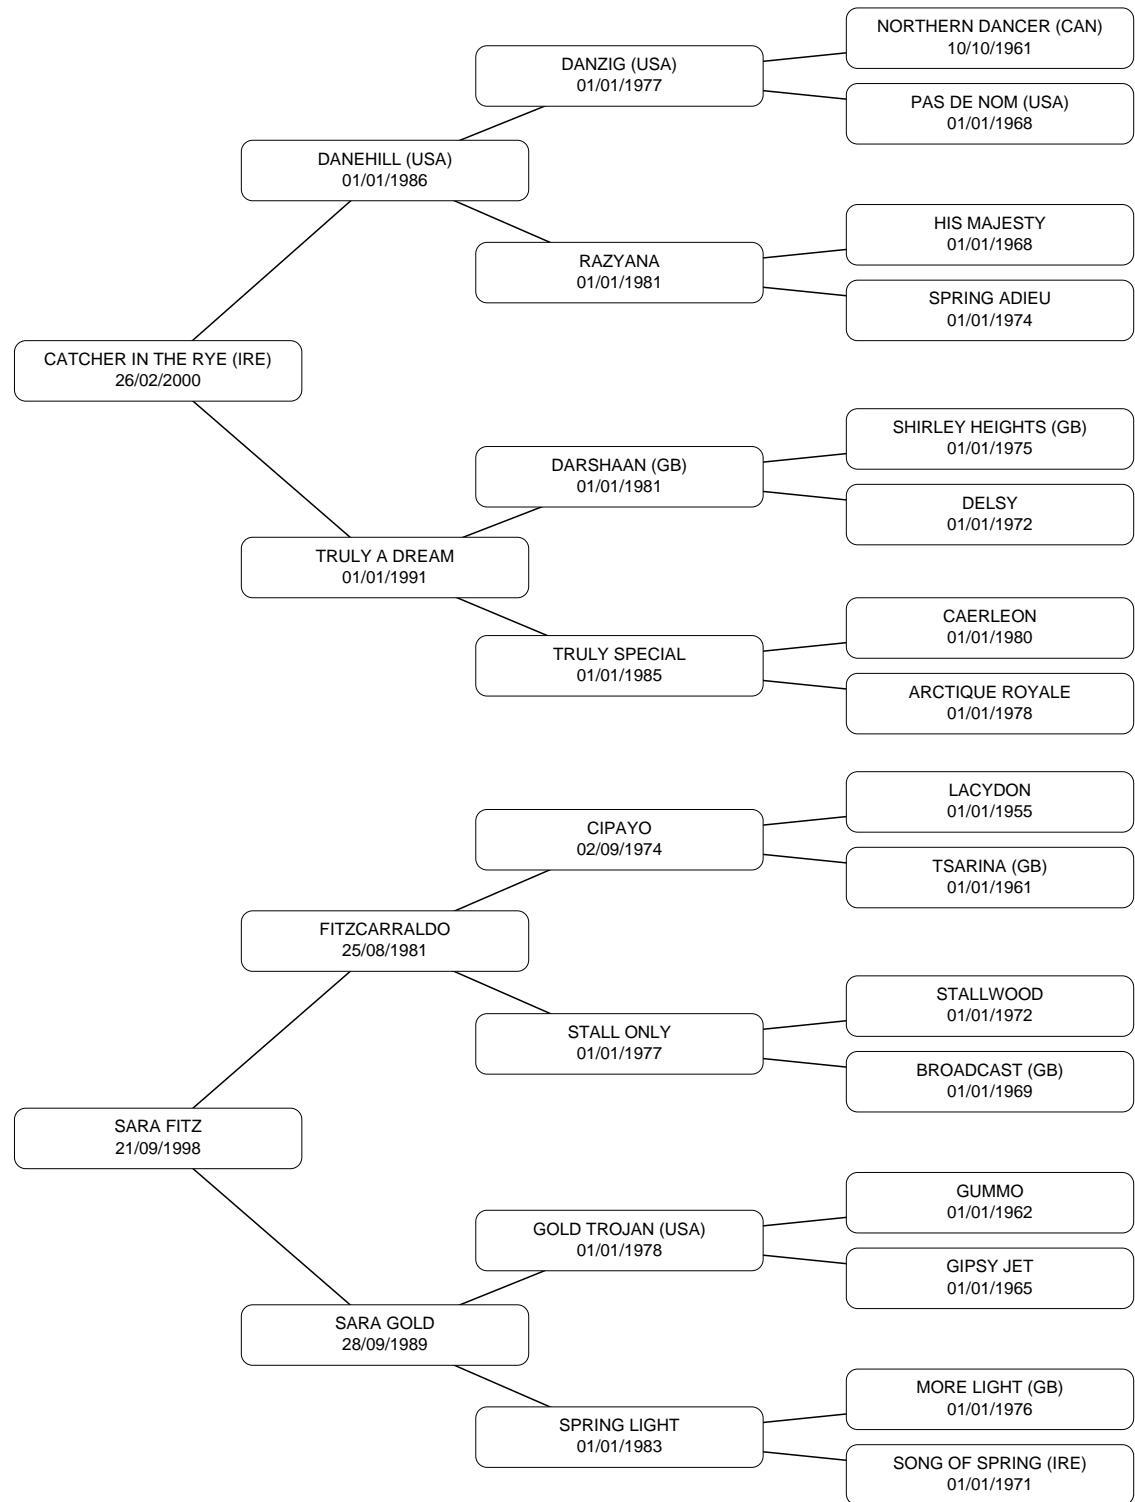 NORTHERN DANCER (CAN)
10/10/1961
DANZIG (USA)
01/01/1977
PAS DE NOM (USA)
01/01/1968
DANEHILL (USA)
01/01/1986
HIS MAJESTY
01/01/1968
RAZYANA
01/01/1981
SPRING ADIEU
01/01/1974
CATCHER IN THE RYE (IRE)
26/02/2000
SHIRLEY HEIGHTS (GB)
01/01/1975
DARSHAAN (GB)
01/01/1981
DELSY
01/01/1972
TRULY A DREAM
01/01/1991
CAERLEON
01/01/1980
TRULY SPECIAL
01/01/1985
ARCTIQUE ROYALE
01/01/1978
LACYDON
01/01/1955
CIPAYO
02/09/1974
TSARINA (GB)
01/01/1961
FITZCARRALDO
25/08/1981
STALLWOOD
01/01/1972
STALL ONLY
01/01/1977
BROADCAST (GB)
01/01/1969
SARA FITZ
21/09/1998
GUMMO
01/01/1962
GOLD TROJAN (USA)
01/01/1978
GIPSY JET
01/01/1965
SARA GOLD
28/09/1989
MORE LIGHT (GB)
01/01/1976
SPRING LIGHT
01/01/1983
SONG OF SPRING (IRE)
01/01/1971